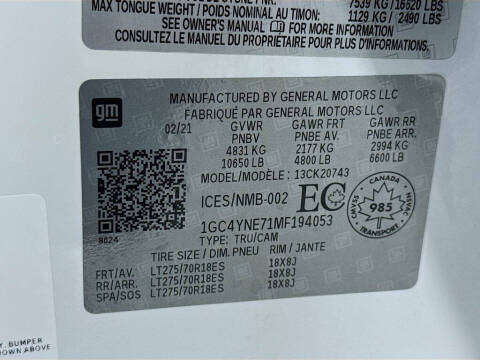 7539 KG/16620 LBS
MAX TONGUE WEIGHT / POIDS NOMINAL AU TIMON: 1129 KG / 2490 LBS
SEE OWNER'S MANUAL FOR MORE INFORMATION
CONSULTEZ LE MANUEL DU PROPRIÉTAIRE POUR PLUS D'INFORMATION
gm
MANUFACTURED BY GENERAL MOTORS LLC
FABRIQUÉ PAR GENERAL MOTORS LLC
02/21 GVWR GAWR FRT GAWR RR
PNBV PNBE AV. PNBE ARR.
4831 KG 2177 KG 2994 KG
10650 LB 4800 LB 6600 LB
MODEL/MODÈLE: 13CK20743
ICES/NMB-002 EC
CANADA
CMVSS 985 NSVAC
TRANSPORT
8624
1GC4YNE71MF194053
TYPE: TRU/CAM
TIRE SIZE / DIM.PNEU RIM / JANTE
FRT/AV. LT275/70R18ES 18X8J
RR/ARR. LT275/70R18ES 18X8J
SPA/SOS LT275/70R18ES 18X8J
Y, BUMPER
OWN ABOVE